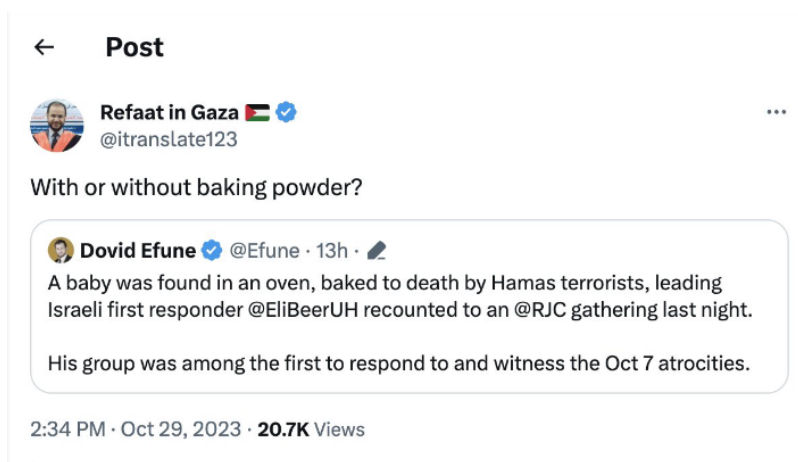 Post
Refaat in Gaza
@itranslate123
With or without baking powder?
Dovid Efune @Efune · 13h ·
A baby was found in an oven, baked to death by Hamas terrorists, leading
Israeli first responder @EliBeerUH recounted to an @RJC gathering last night.
His group was among the first to respond to and witness the Oct 7 atrocities.
2:34 PM · Oct 29, 2023 · 20.7K Views